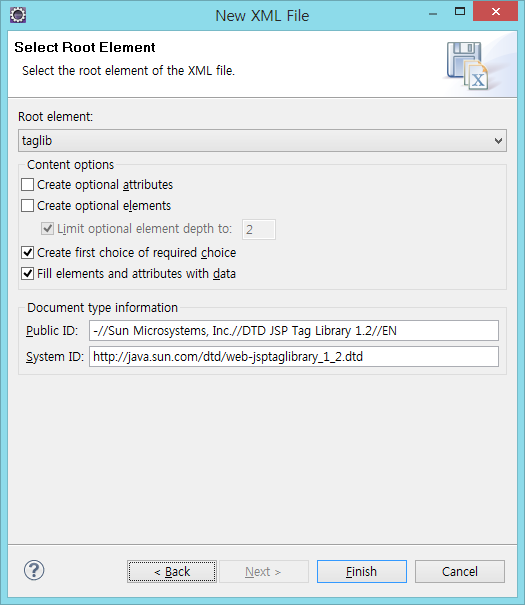 New XML File
Select Root Element
Select the root element of the XML file.
Root element:
taglib
Content options
Create optional attributes
Create optional elements
Limit optional element depth to: 2
Create first choice of required choice
Fill elements and attributes with data
Document type information
Public ID: -//Sun Microsystems, Inc.//DTD JSP Tag Library 1.2//EN
System ID: http://java.sun.com/dtd/web-jsptaglibrary_1_2.dtd
? < Back Next > Finish Cancel